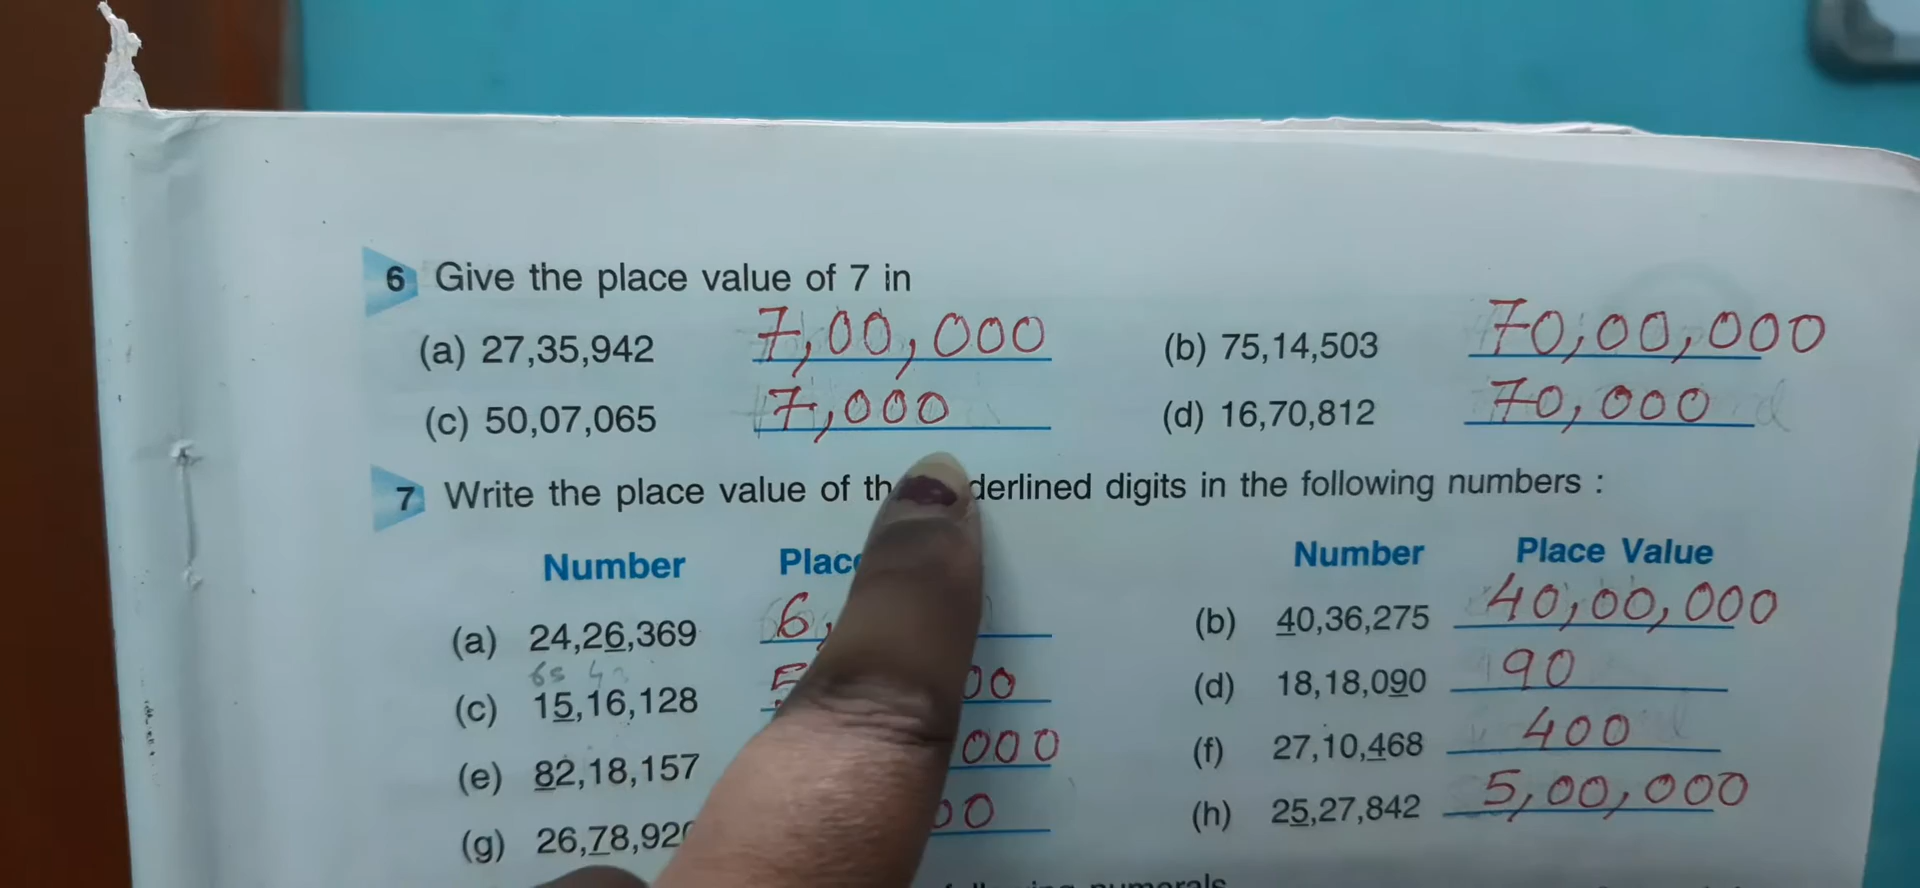 6 Give the place value of 7 in
(a) 27,35,942 7,00,000 (b) 75,14,503 70,00,000
(c) 50,07,065 7,000 (d) 16,70,812 70,000
7 Write the place value of derlined digits in the following numbers :
Number Number Place Value
(a) 24,26,369 6, (b) 40,36,275 40,00,000
(c) 15,16,128 5 00 (d) 18,18,090 90
(e) 82,18,157 000 (f) 27,10,468 400
(g) 26,78,92 00 (h) 25,27,842 5,00,000
numerals